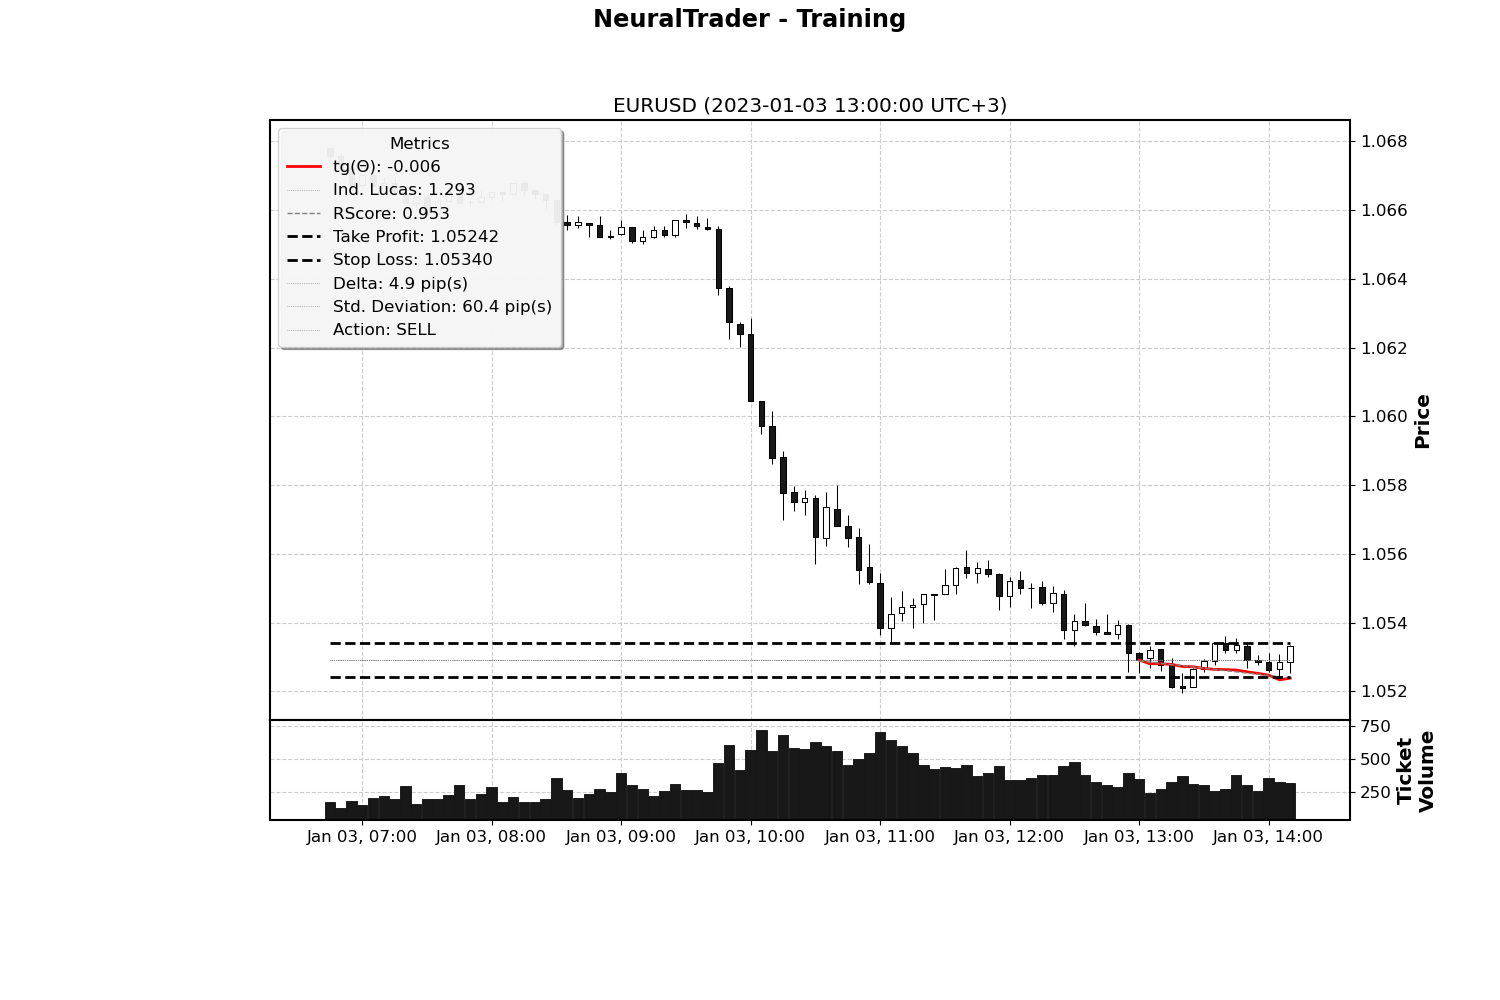 NeuralTrader - Training
EURUSD (2023-01-03 13:00:00 UTC+3)
Metrics
tg(Θ): -0.006
Ind. Lucas: 1.293
RScore: 0.953
Take Profit: 1.05242
Stop Loss: 1.05340
Delta: 4.9 pip(s)
Std. Deviation: 60.4 pip(s)
Action: SELL
1.068
1.066
1.064
1.062
1.060
1.058
1.056
1.054
1.052
Price
750
500
250
Ticket
Volume
Jan 03, 07:00
Jan 03, 08:00
Jan 03, 09:00
Jan 03, 10:00
Jan 03, 11:00
Jan 03, 12:00
Jan 03, 13:00
Jan 03, 14:00